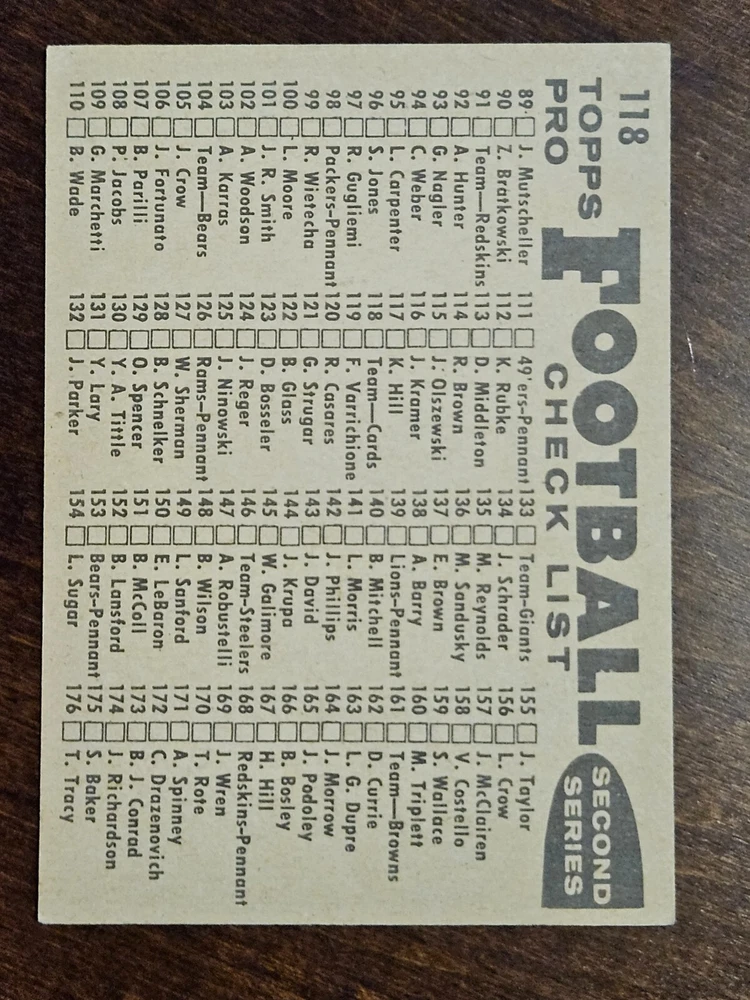 118
TOPPS PRO FOOTBALL
CHECK LIST
SECOND SERIES
89 J. Mutscheller
90 Z. Bratkowski
91 Team—Redskins
92 A. Hunter
93 G. Nagler
94 C. Weber
95 L. Carpenter
96 S. Jones
97 R. Gugliemi
98 Packers-Pennant
99 R. Wietecha
100 L. Moore
101 J. R. Smith
102 A. Woodson
103 A. Karras
104 Team—Bears
105 J. Crow
106 J. Fortunato
107 B. Parilli
108 P. Jacobs
109 G. Marchetti
110 B. Wade
111 49'ers-Pennant
112 K. Rubke
113 D. Middleton
114 R. Brown
115 J. Olszewski
116 J. Kramer
117 K. Hill
118 Team—Cards
119 F. Varrichione
120 R. Casares
121 G. Strugar
122 B. Glass
123 D. Bosseler
124 J. Reger
125 J. Ninowski
126 Rams-Pennant
127 W. Sherman
128 B. Schnelker
129 O. Spencer
130 Y. A. Tittle
131 Y. Lary
132 J. Parker
133 Team-Giants
134 J. Schrader
135 M. Reynolds
136 M. Sandusky
137 E. Brown
138 A. Barry
139 Lions-Pennant
140 B. Mitchell
141 L. Morris
142 J. Phillips
143 J. David
144 J. Krupa
145 W. Galimore
146 Team-Steelers
147 A. Robustelli
148 B. Wilson
149 L. Sanford
150 E. LeBaron
151 B. McColl
152 B. Lansford
153 Bears-Pennant
154 L. Sugar
155 J. Taylor
156 L. Crow
157 J. McClairen
158 V. Costello
159 S. Wallace
160 M. Triplett
161 Team—Browns
162 D. Currie
163 L. G. Dupre
164 J. Morrow
165 J. Podoley
166 B. Bosley
167 H. Hill
168 Redskins-Pennant
169 J. Wren
170 T. Rote
171 A. Spinney
172 C. Drazenovich
173 B. J. Conrad
174 J. Richardson
175 S. Baker
176 T. Tracy